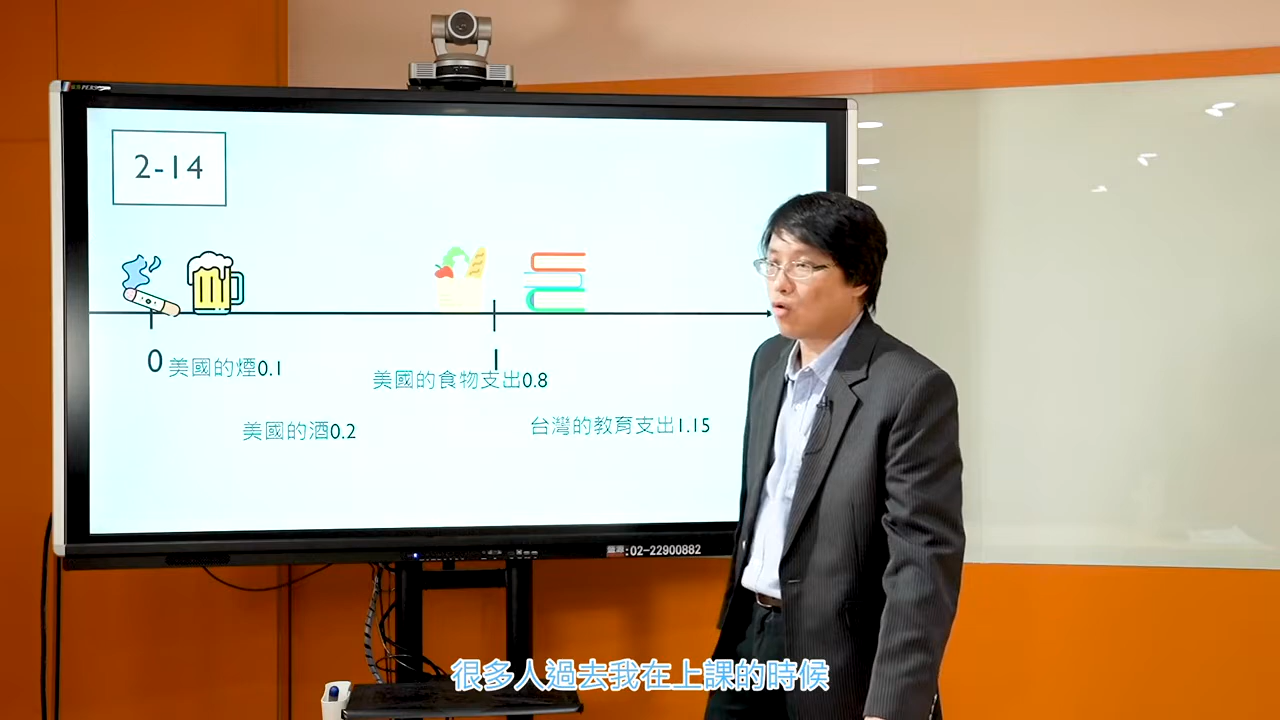 2-14
0
1
美國的煙0.1
美國的食物支出0.8
美國的酒0.2
台灣的教育支出1.15
:02-22900882
很多人過去我在上課的時候